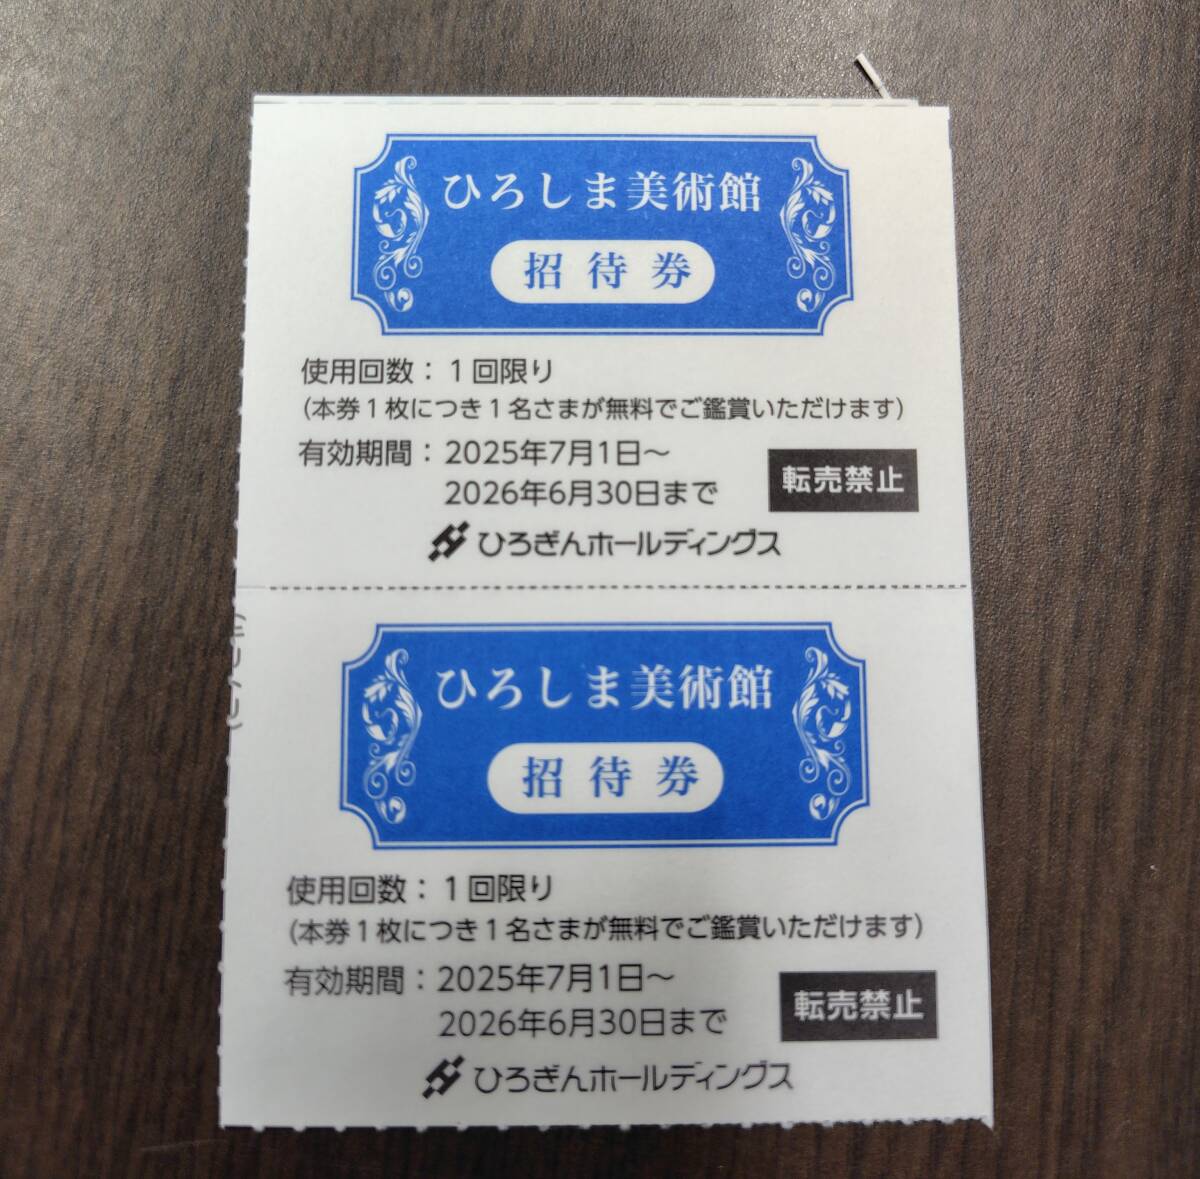 ひろしま美術館
招待券
使用回数：1回限り
（本券1枚につき1名さまが無料でご鑑賞いただけます）
有効期間：2025年7月1日～
2026年6月30日まで
転売禁止
ひろぎんホールディングス
ひろしま美術館
招待券
使用回数：1回限り
（本券1枚につき1名さまが無料でご鑑賞いただけます）
有効期間：2025年7月1日～
2026年6月30日まで
転売禁止
ひろぎんホールディングス